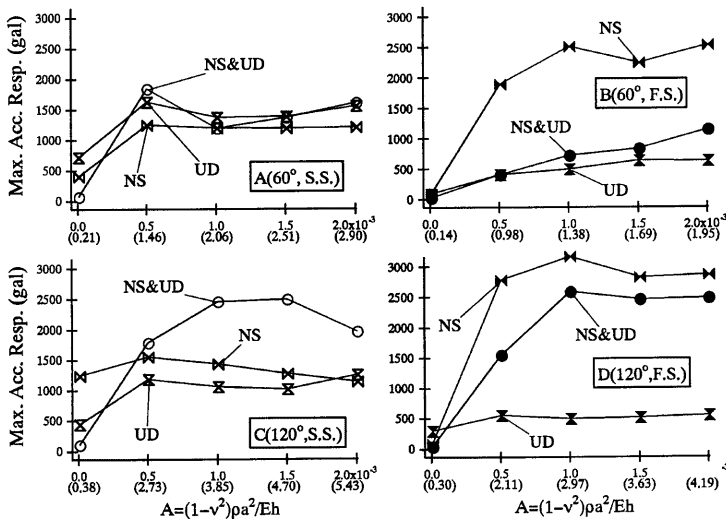 Max. Acc. Resp. (gal)
3000
2500
2000
1500
1000
500
0
NS&UD
UD
NS
A(60°, S.S.)
0.0 0.5 1.0 1.5 2.0x10⁻³
(0.21) (1.46) (2.06) (2.51) (2.90)
3000
2500
2000
1500
1000
500
0
NS
B(60°, F.S.)
NS&UD
UD
0.0 0.5 1.0 1.5 2.0x10⁻³
(0.14) (0.98) (1.38) (1.69) (1.95)
Max. Acc. Resp. (gal)
3000
2500
2000
1500
1000
500
0
NS&UD
NS
UD
C(120°,S.S.)
0.0 0.5 1.0 1.5 2.0x10⁻³
(0.38) (2.73) (3.85) (4.70) (5.43)
A=(1-ν²)ρa²/Eh
3000
2500
2000
1500
1000
500
0
NS
NS&UD
D(120°,F.S.)
UD
0.0 0.5 1.0 1.5
(0.30) (2.11) (2.97) (3.63) (4.19)
A=(1-ν²)ρa²/Eh